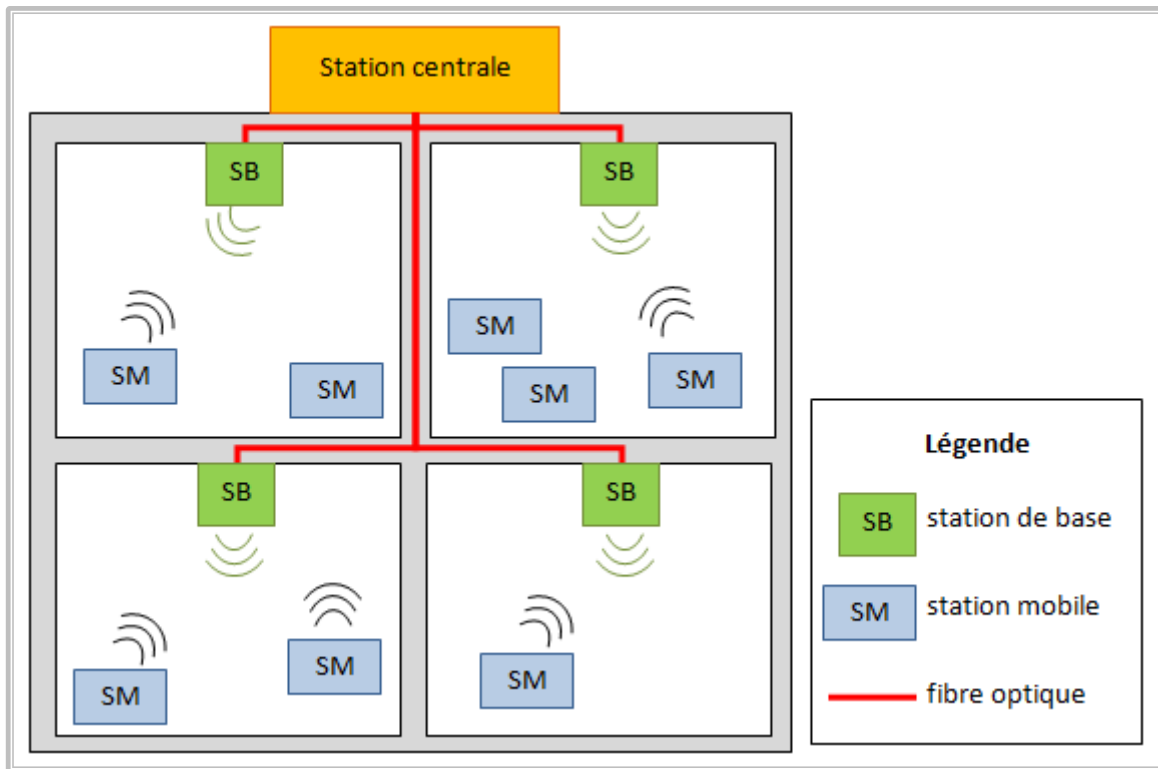 Station centrale
SB
SB
SM
SM
SM
SM
SM
SB
SB
SM
SM
SM
Légende
SB station de base
SM station mobile
fibre optique